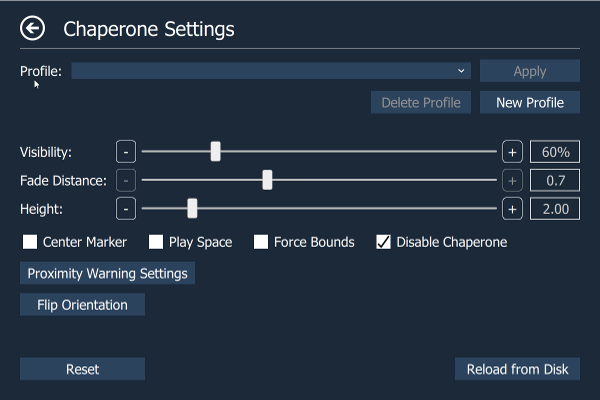 Chaperone Settings
Profile:
Apply
Delete Profile
New Profile
Visibility: - + 60%
Fade Distance: - + 0.7
Height: - + 2.00
Center Marker Play Space Force Bounds Disable Chaperone
Proximity Warning Settings
Flip Orientation
Reset
Reload from Disk